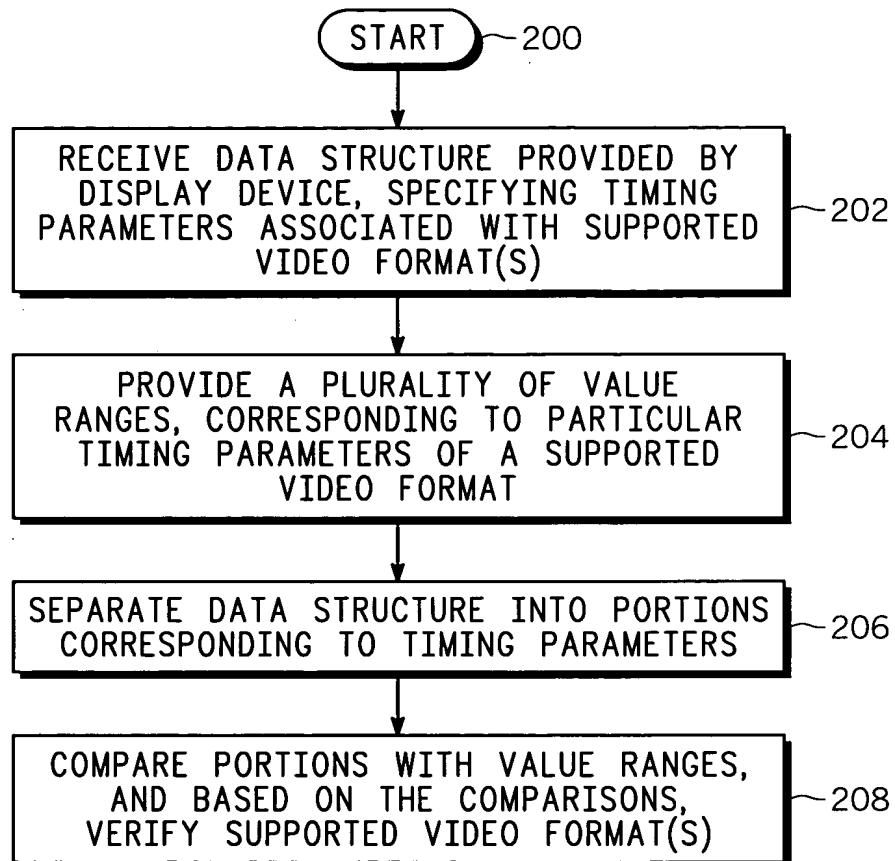 START
200
RECEIVE DATA STRUCTURE PROVIDED BY
DISPLAY DEVICE, SPECIFYING TIMING
PARAMETERS ASSOCIATED WITH SUPPORTED
VIDEO FORMAT(S)
202
PROVIDE A PLURALITY OF VALUE
RANGES, CORRESPONDING TO PARTICULAR
TIMING PARAMETERS OF A SUPPORTED
VIDEO FORMAT
204
SEPARATE DATA STRUCTURE INTO PORTIONS
CORRESPONDING TO TIMING PARAMETERS
206
COMPARE PORTIONS WITH VALUE RANGES,
AND BASED ON THE COMPARISONS,
VERIFY SUPPORTED VIDEO FORMAT(S)
208